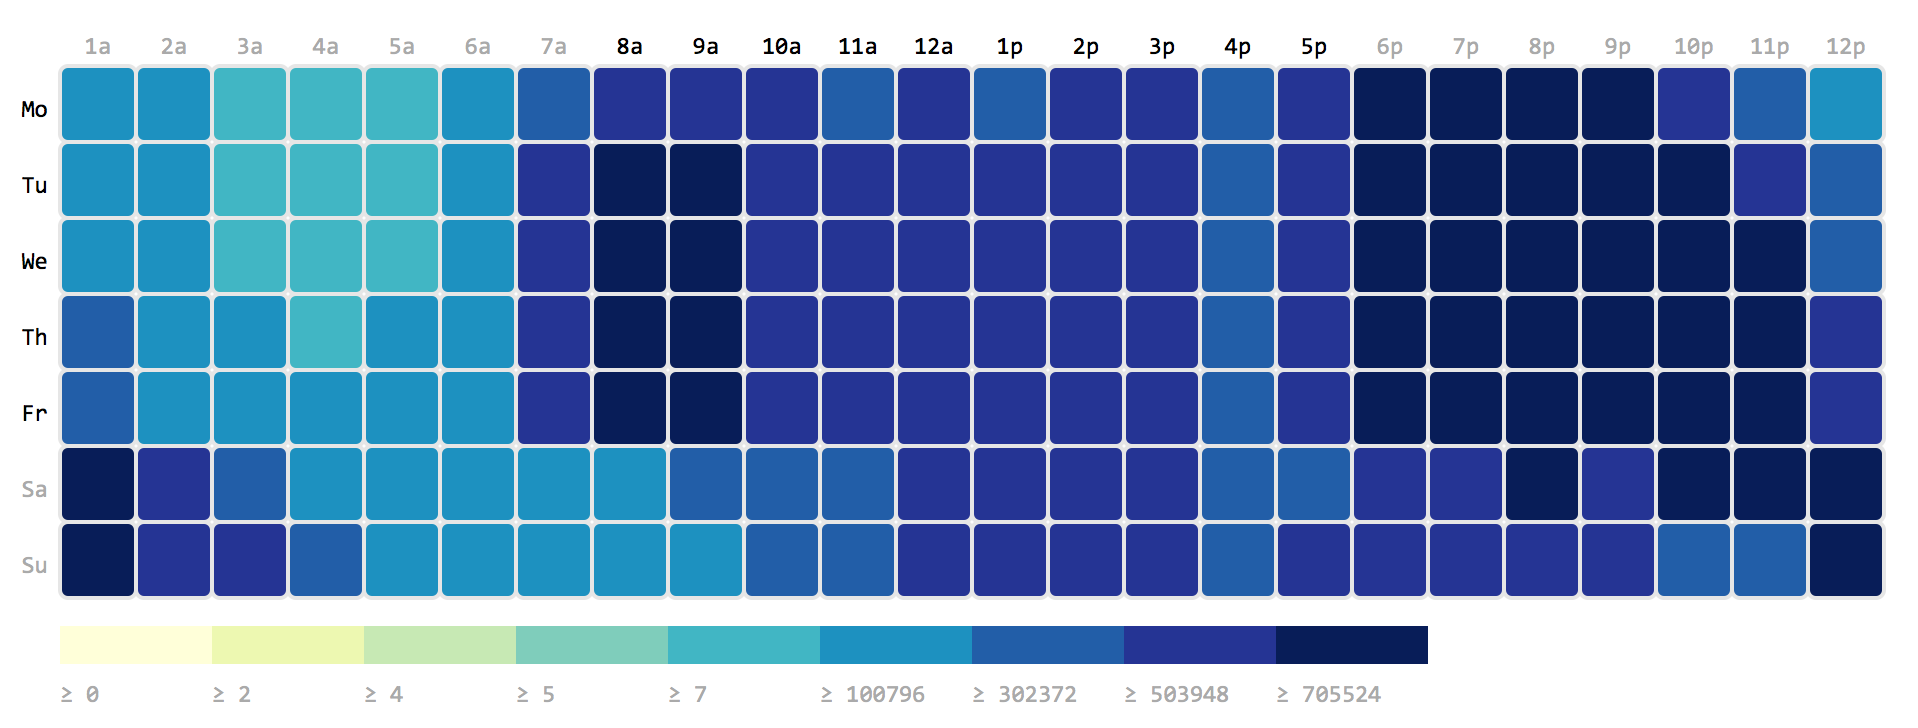 1a 2a 3a 4a 5a 6a 7a 8a 9a 10a 11a 12a 1p 2p 3p 4p 5p 6p 7p 8p 9p 10p 11p 12p
Mo
Tu
We
Th
Fr
Sa
Su
≥ 0 ≥ 2 ≥ 4 ≥ 5 ≥ 7 ≥ 100796 ≥ 302372 ≥ 503948 ≥ 705524